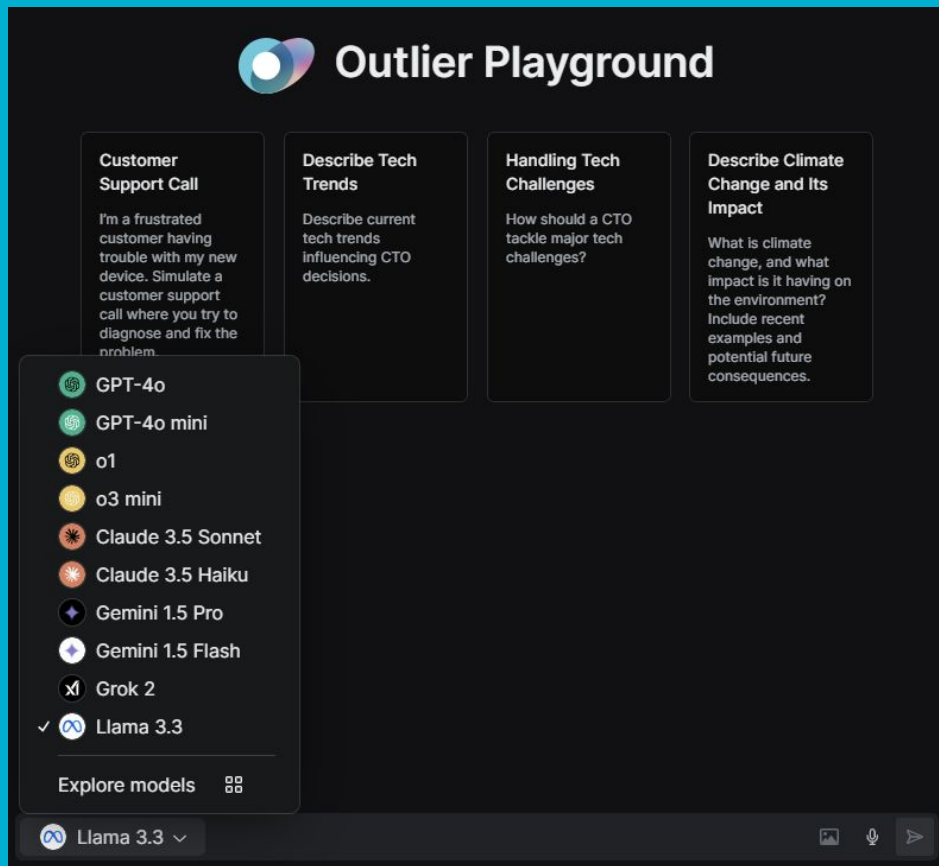 Outlier Playground
Customer
Support Call
I'm a frustrated
customer having
trouble with my new
device. Simulate a
customer support
call where you try to
diagnose and fix the
problem.
Describe Tech
Trends
Describe current
tech trends
influencing CTO
decisions.
Handling Tech
Challenges
How should a CTO
tackle major tech
challenges?
Describe Climate
Change and Its
Impact
What is climate
change, and what
impact is it having on
the environment?
Include recent
examples and
potential future
consequences.
GPT-4o
GPT-4o mini
o1
o3 mini
Claude 3.5 Sonnet
Claude 3.5 Haiku
Gemini 1.5 Pro
Gemini 1.5 Flash
Grok 2
Llama 3.3
Explore models
Llama 3.3